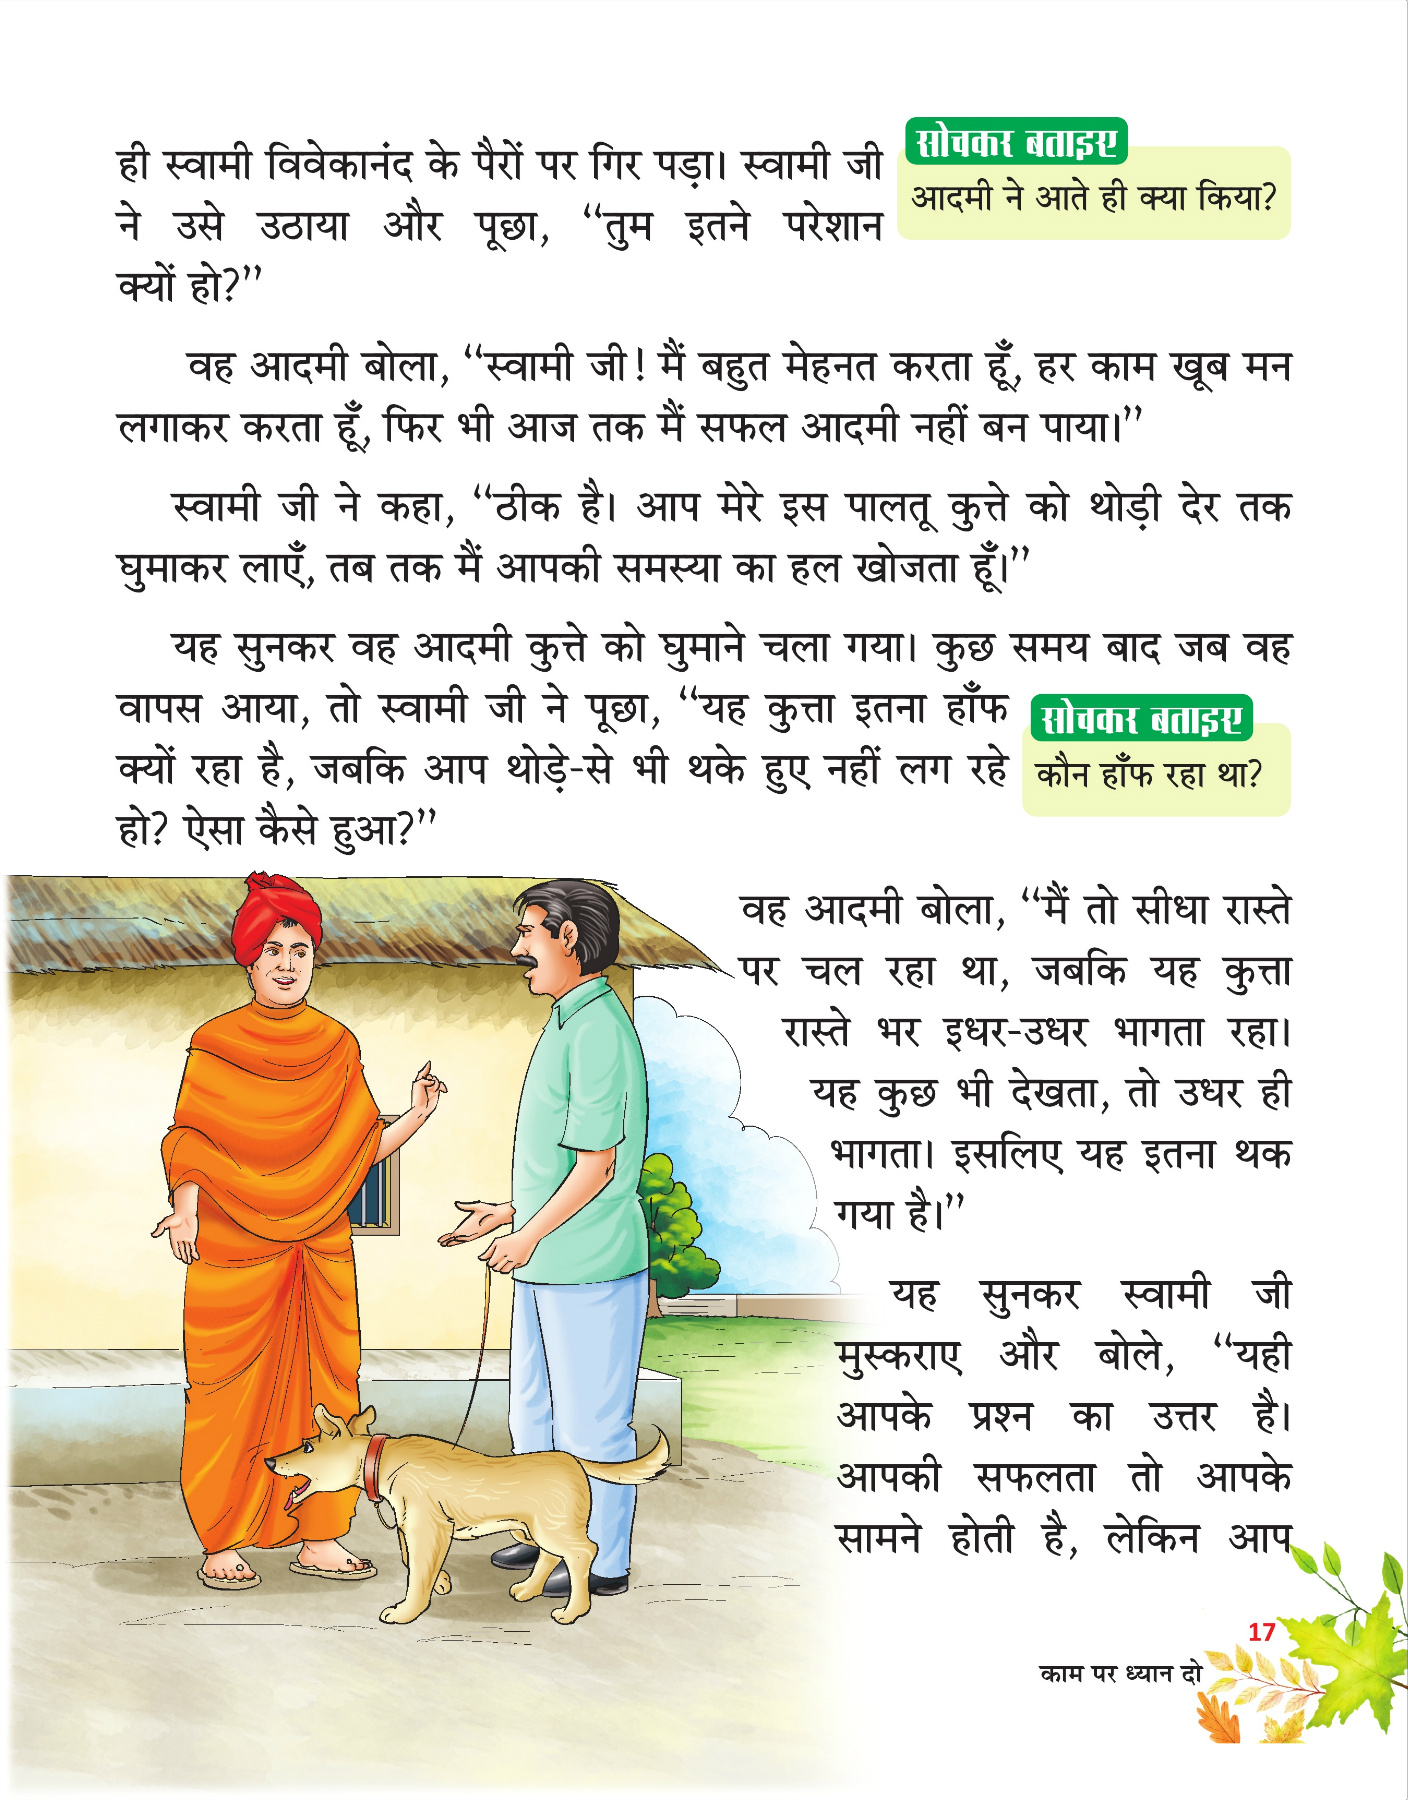 ही स्वामी विवेकानंद के पैरों पर गिर पड़ा। स्वामी जी
ने उसे उठाया और पूछा, “तुम इतने परेशान
क्यों हो?”
सोचकर बताइए
आदमी ने आते ही क्या किया?
वह आदमी बोला, “स्वामी जी! मैं बहुत मेहनत करता हूँ, हर काम खूब मन
लगाकर करता हूँ, फिर भी आज तक मैं सफल आदमी नहीं बन पाया।”
स्वामी जी ने कहा, “ठीक है। आप मेरे इस पालतू कुत्ते को थोड़ी देर तक
घुमाकर लाएँ, तब तक मैं आपकी समस्या का हल खोजता हूँ।”
यह सुनकर वह आदमी कुत्ते को घुमाने चला गया। कुछ समय बाद जब वह
वापस आया, तो स्वामी जी ने पूछा, “यह कुत्ता इतना हाँफ
क्यों रहा है, जबकि आप थोड़े-से भी थके हुए नहीं लग रहे
हो? ऐसा कैसे हुआ?”
सोचकर बताइए
कौन हाँफ रहा था?
वह आदमी बोला, “मैं तो सीधा रास्ते
पर चल रहा था, जबकि यह कुत्ता
रास्ते भर इधर-उधर भागता रहा।
यह कुछ भी देखता, तो उधर ही
भागता। इसलिए यह इतना थक
गया है।”
यह सुनकर स्वामी जी
मुस्कराए और बोले, “यही
आपके प्रश्न का उत्तर है।
आपकी सफलता तो आपके
सामने होती है, लेकिन आप
17
काम पर ध्यान दो